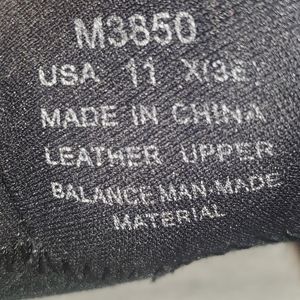 M3850
USA 11 X(3E)
MADE IN CHINA
LEATHER UPPER
BALANCE MAN-MADE
MATERIAL